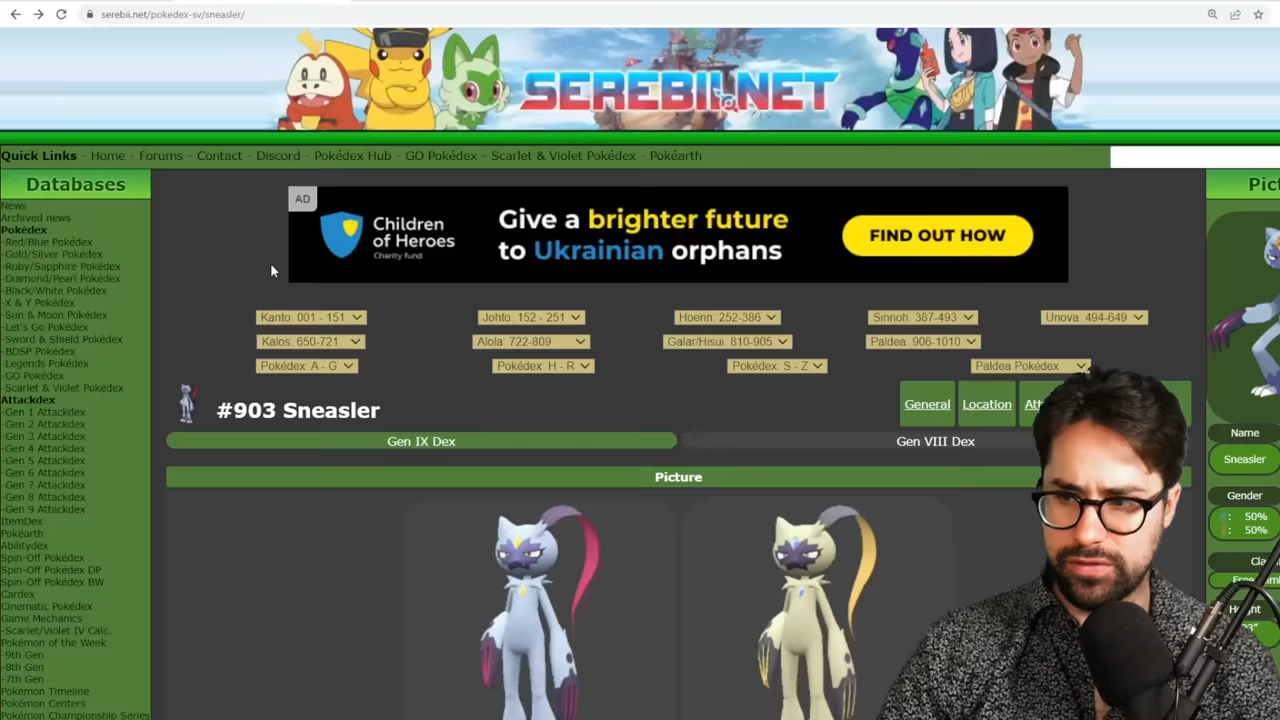 serebii.net/pokedex-sv/sneasler/
SEREBII.NET
Quick Links - Home - Forums - Contact - Discord - Pokédex Hub - GO Pokédex - Scarlet & Violet Pokédex - Pokéarth
Databases
News
Archived news
Pokédex
-Red/Blue Pokédex
-Gold/Silver Pokédex
-Ruby/Sapphire Pokédex
-Diamond/Pearl Pokédex
-Black/White Pokédex
-X & Y Pokédex
-Sun & Moon Pokédex
-Let's Go Pokédex
-Sword & Shield Pokédex
-BDSP Pokédex
-Legends Pokédex
-GO Pokédex
-Scarlet & Violet Pokédex
Attackdex
-Gen 1 Attackdex
-Gen 2 Attackdex
-Gen 3 Attackdex
-Gen 4 Attackdex
-Gen 5 Attackdex
-Gen 6 Attackdex
-Gen 7 Attackdex
-Gen 8 Attackdex
-Gen 9 Attackdex
ItemDex
Pokéarth
Abilitydex
Spin-Off Pokédex
Spin-Off Pokédex DP
Spin-Off Pokédex BW
Cardex
Cinematic Pokédex
Game Mechanics
-Scarlet/Violet IV Calc.
Pokémon of the Week
-9th Gen
-8th Gen
-7th Gen
Pokémon Timeline
Pokémon Centers
Pokémon Championship Series
AD
Children
of Heroes
Charity fund
Give a brighter future
to Ukrainian orphans
FIND OUT HOW
Kanto: 001 - 151 Johto: 152 - 251 Hoenn: 252-386 Sinnoh: 387-493 Unova: 494-649
Kalos: 650-721 Alola: 722-809 Galar/Hisui: 810-905 Paldea: 906-1010
Pokédex: A - G Pokédex: H - R Pokédex: S - Z Paldea Pokédex
#903 Sneasler
General Location Att
Gen IX Dex Gen VIII Dex
Picture
Pict
Name
Sneasler
Gender
50%
50%
Cla
Height